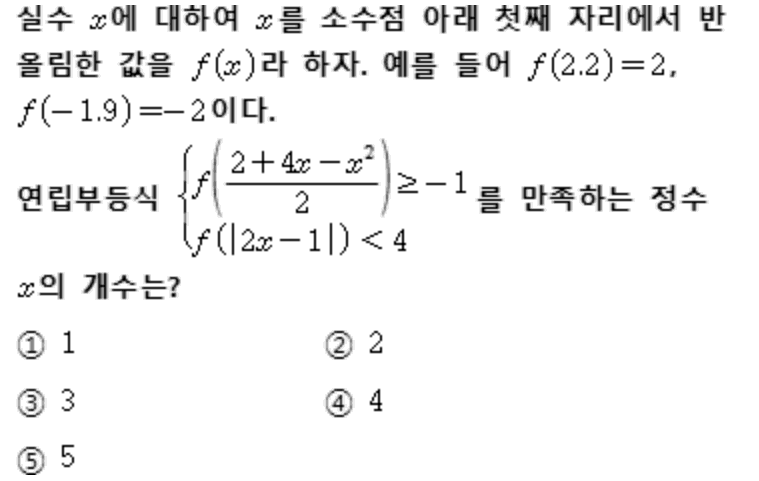 실수 x에 대하여 x를 소수점 아래 첫째 자리에서 반
올림한 값을 f(x)라 하자. 예를 들어 f(2.2)=2,
f(−1.9)=−2이다.
연립부등식 { f((2+4x−x²)/2) ≥ −1 를 만족하는 정수
f(|2x−1|) < 4
x의 개수는?
① 1 ② 2
③ 3 ④ 4
⑤ 5